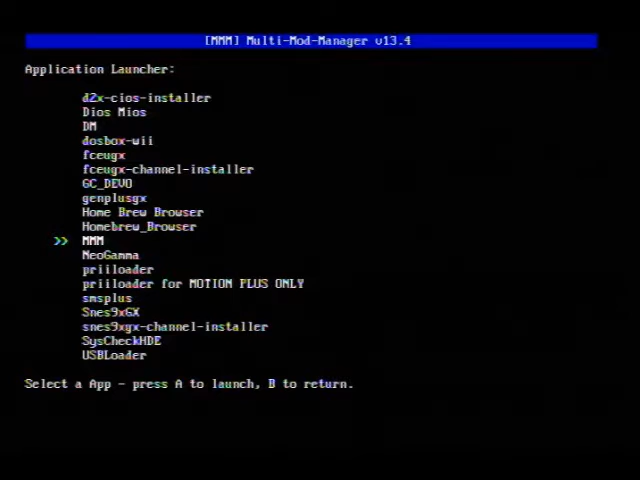 [MMM] Multi-Mod-Manager v13.4
Application Launcher:
d2x-cios-installer
Dios Mios
DM
dosbox-wii
fceugx
fceugx-channel-installer
GC_DEVO
genplusgx
Home Brew Browser
Homebrew_Browser
>> MMM
NeoGamma
priiloader
priiloader for MOTION PLUS ONLY
smsplus
Snes9xGX
snes9xgx-channel-installer
SysCheckHDE
USBLoader
Select a App - press A to launch, B to return.